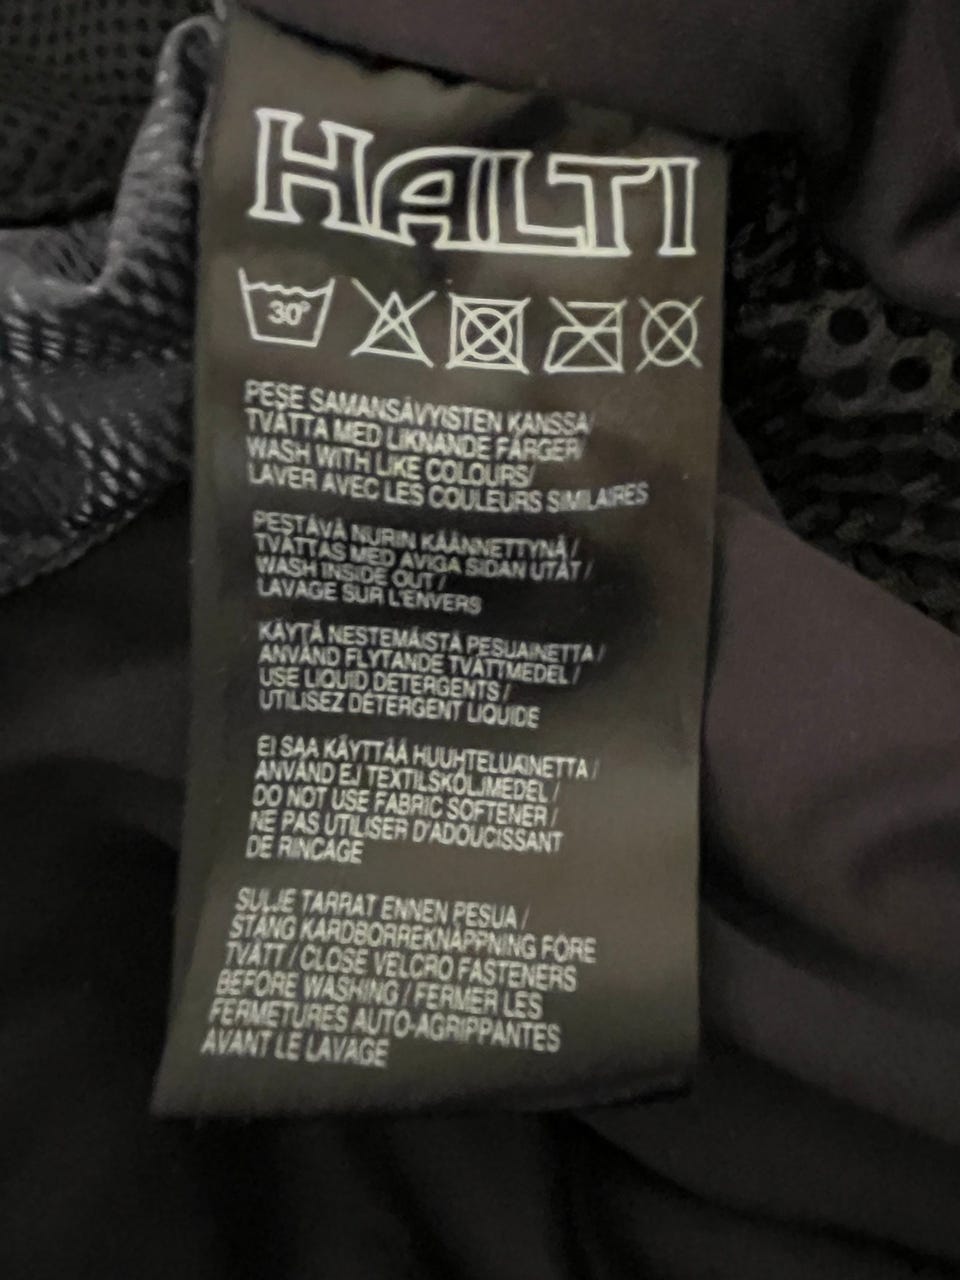 HALTI
30°
PESE SAMANSÄVYISTEN KANSSA/
TVÄTTA MED LIKNANDE FÄRGER/
WASH WITH LIKE COLOURS/
LAVER AVEC LES COULEURS SIMILAIRES
PESTÄVÄ NURIN KÄÄNNETTYNÄ /
TVÄTTAS MED AVIGA SIDAN UTÅT /
WASH INSIDE OUT /
LAVAGE SUR L'ENVERS
KÄYTÄ NESTEMÄISTÄ PESUAINETTA /
ANVÄND FLYTANDE TVÄTTMEDEL /
USE LIQUID DETERGENTS /
UTILISEZ DÉTERGENT LIQUIDE
EI SAA KÄYTTÄÄ HUUHTELUAINETTA /
ANVÄND EJ TEXTILSKÖLJMEDEL /
DO NOT USE FABRIC SOFTENER /
NE PAS UTILISER D'ADOUCISSANT
DE RINCAGE
SULJE TARRAT ENNEN PESUA /
STÄNG KARDBORREKNÄPPNING FÖRE
TVÄTT / CLOSE VELCRO FASTENERS
BEFORE WASHING / FERMER LES
FERMETURES AUTO-AGRIPPANTES
AVANT LE LAVAGE